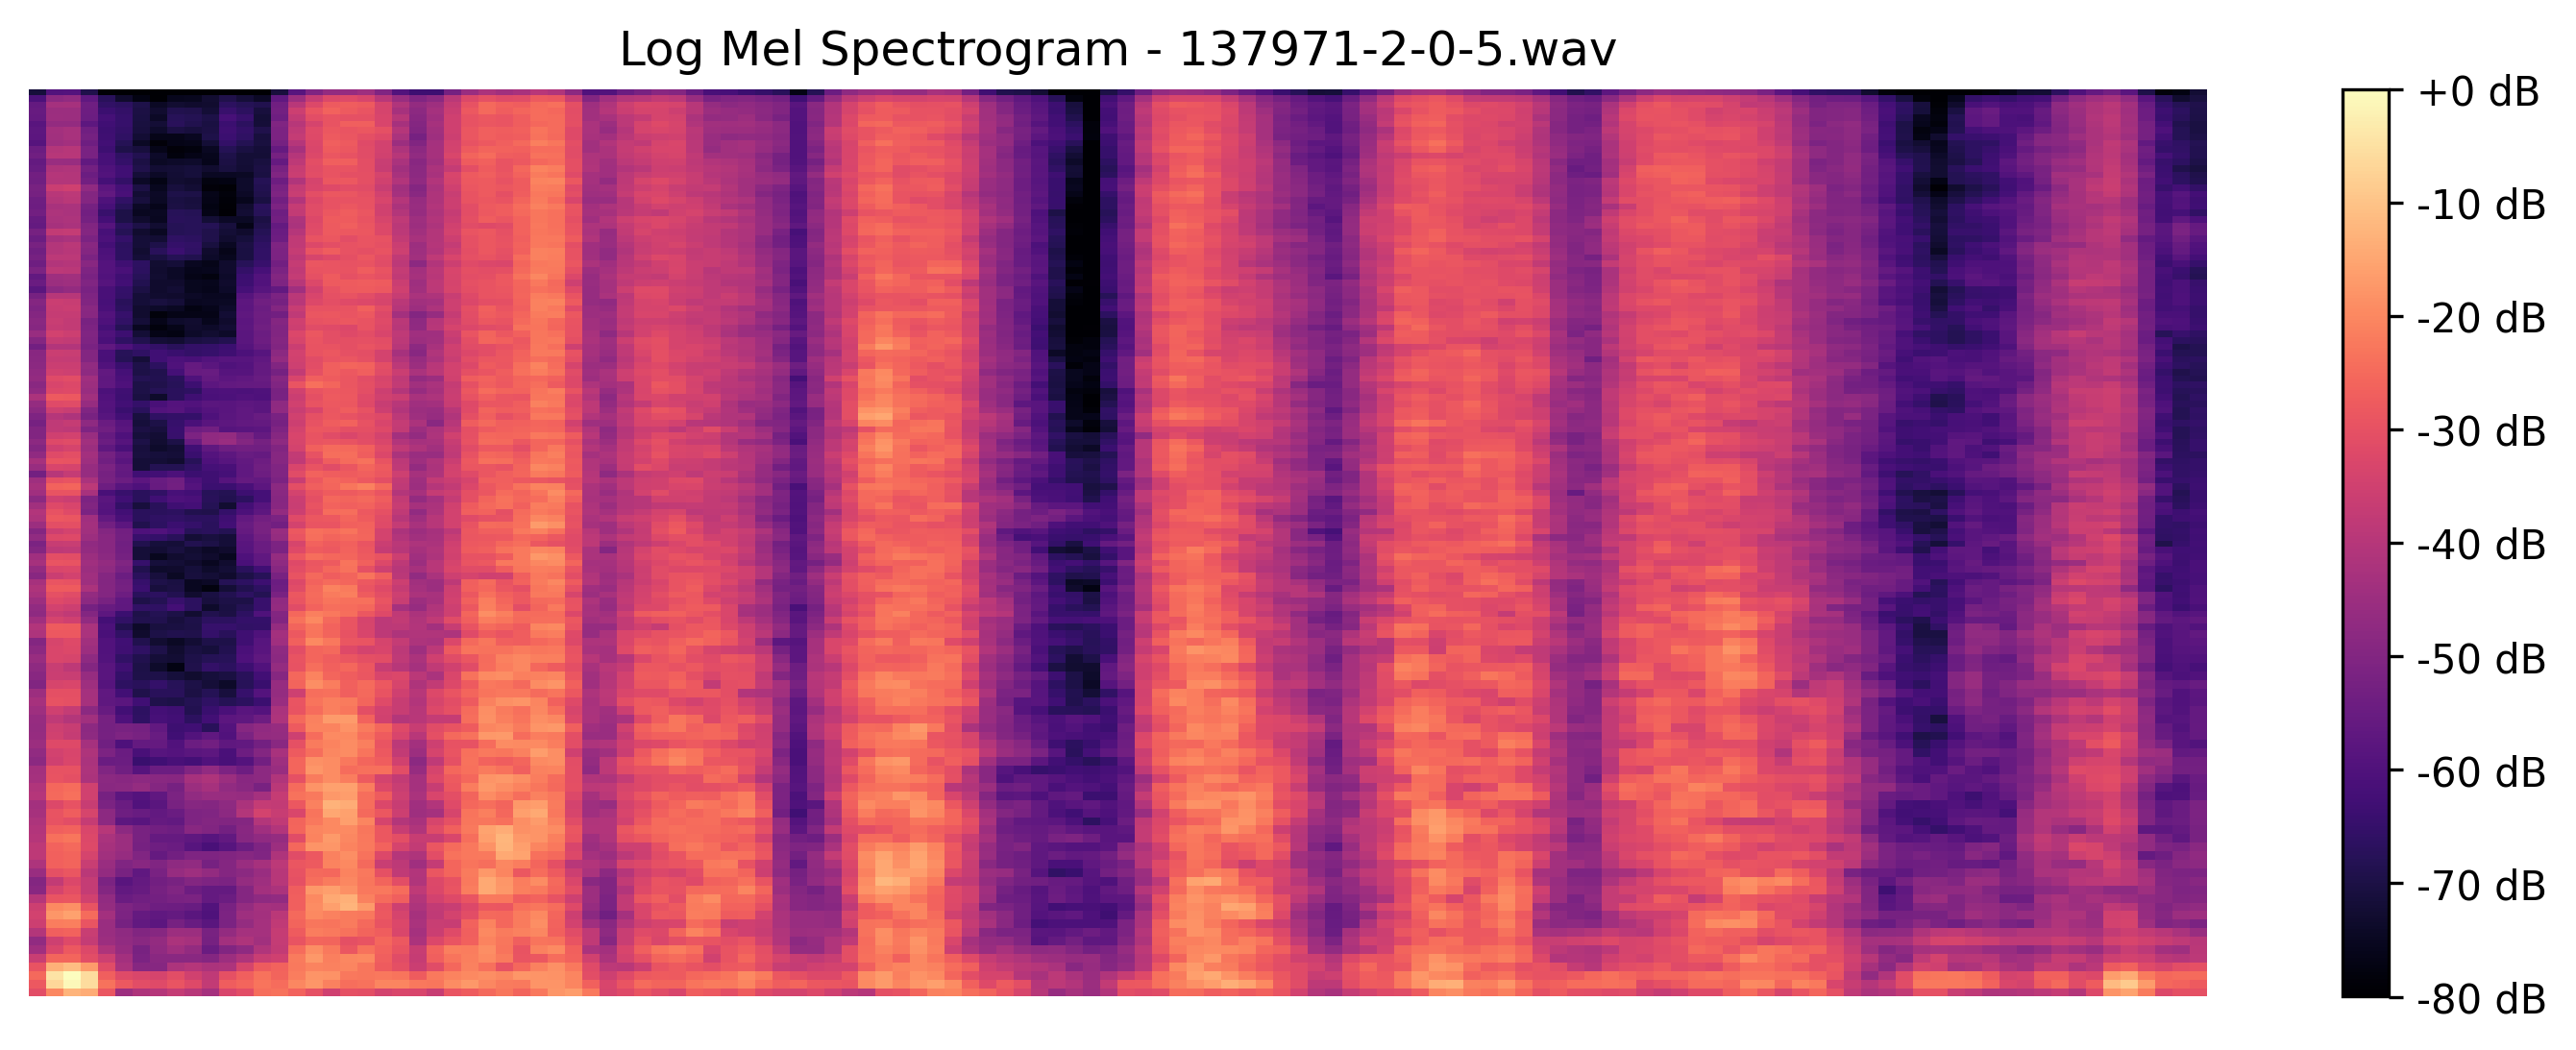 Log Mel Spectrogram - 137971-2-0-5.wav
+0 dB
-10 dB
-20 dB
-30 dB
-40 dB
-50 dB
-60 dB
-70 dB
-80 dB